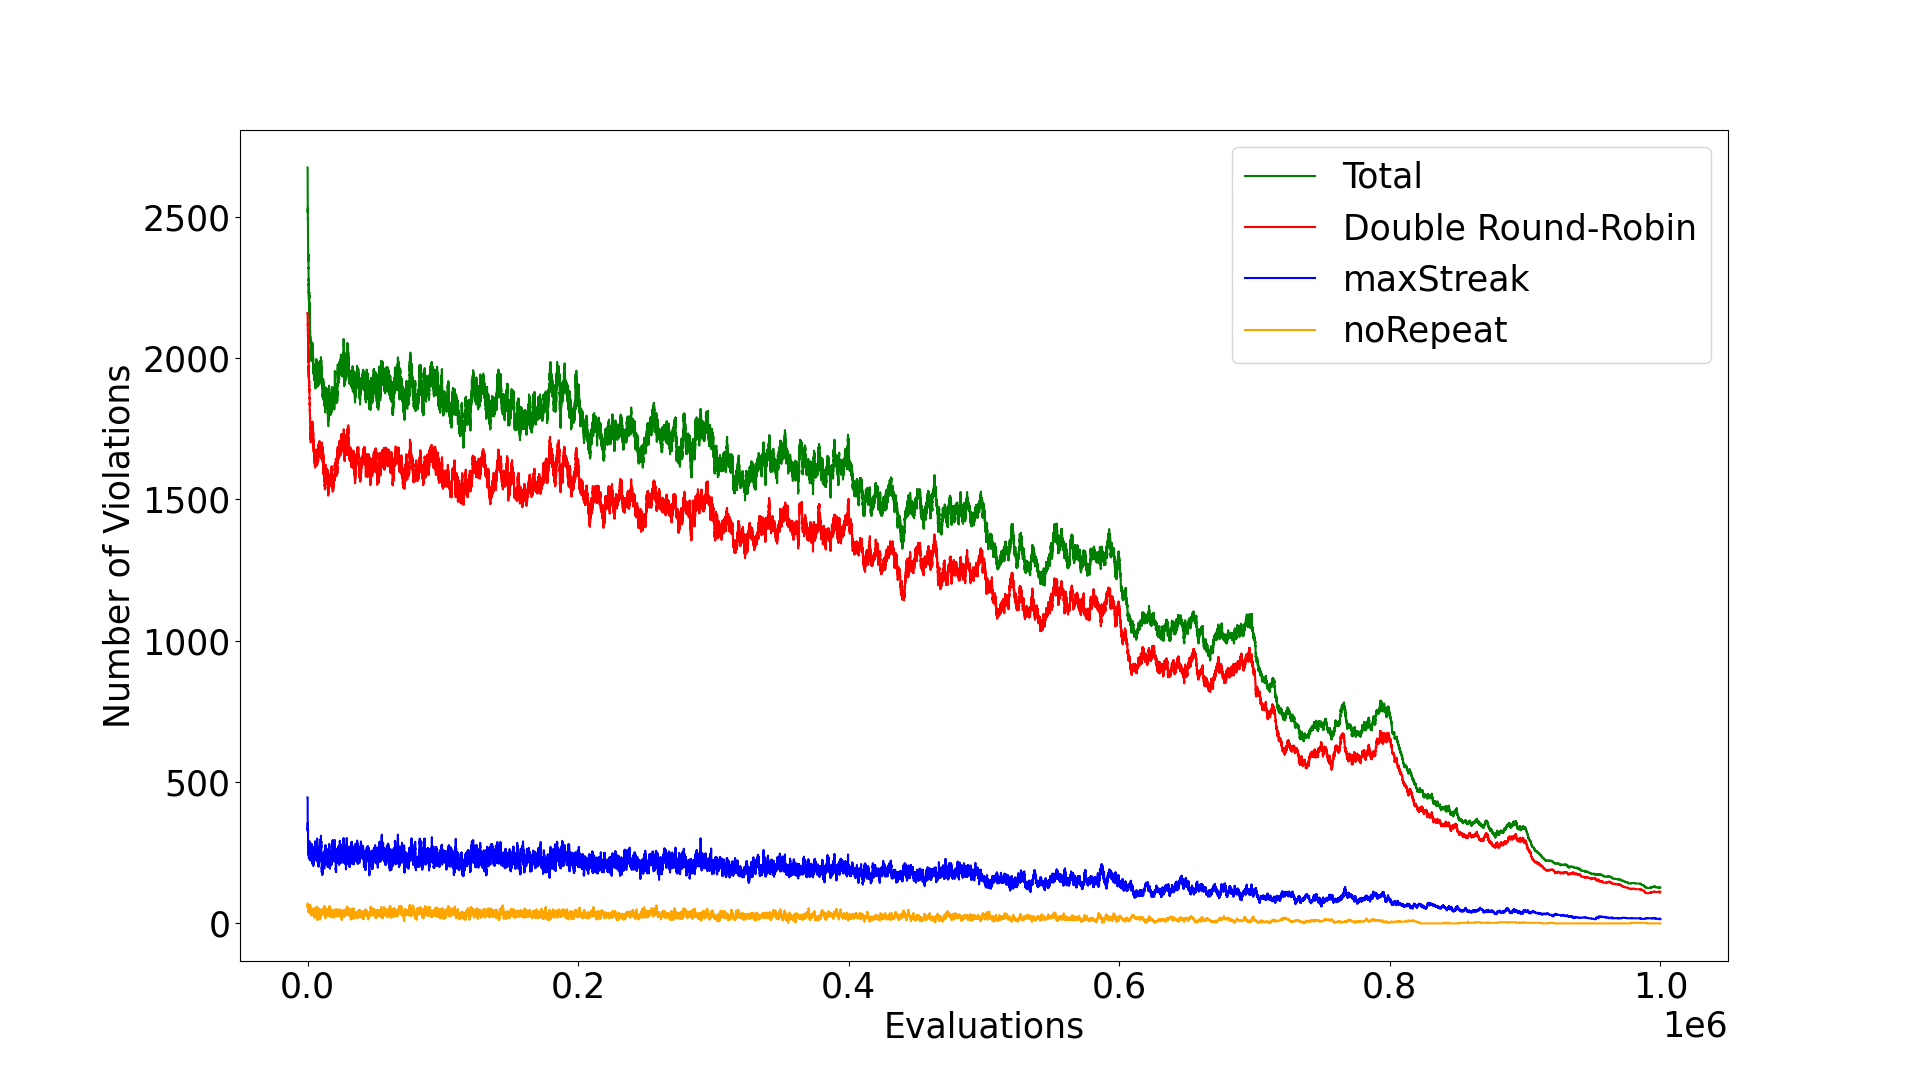 Total
Double Round-Robin
maxStreak
noRepeat
Number of Violations
2500
2000
1500
1000
500
0
0.0 0.2 0.4 0.6 0.8 1.0
Evaluations
1e6